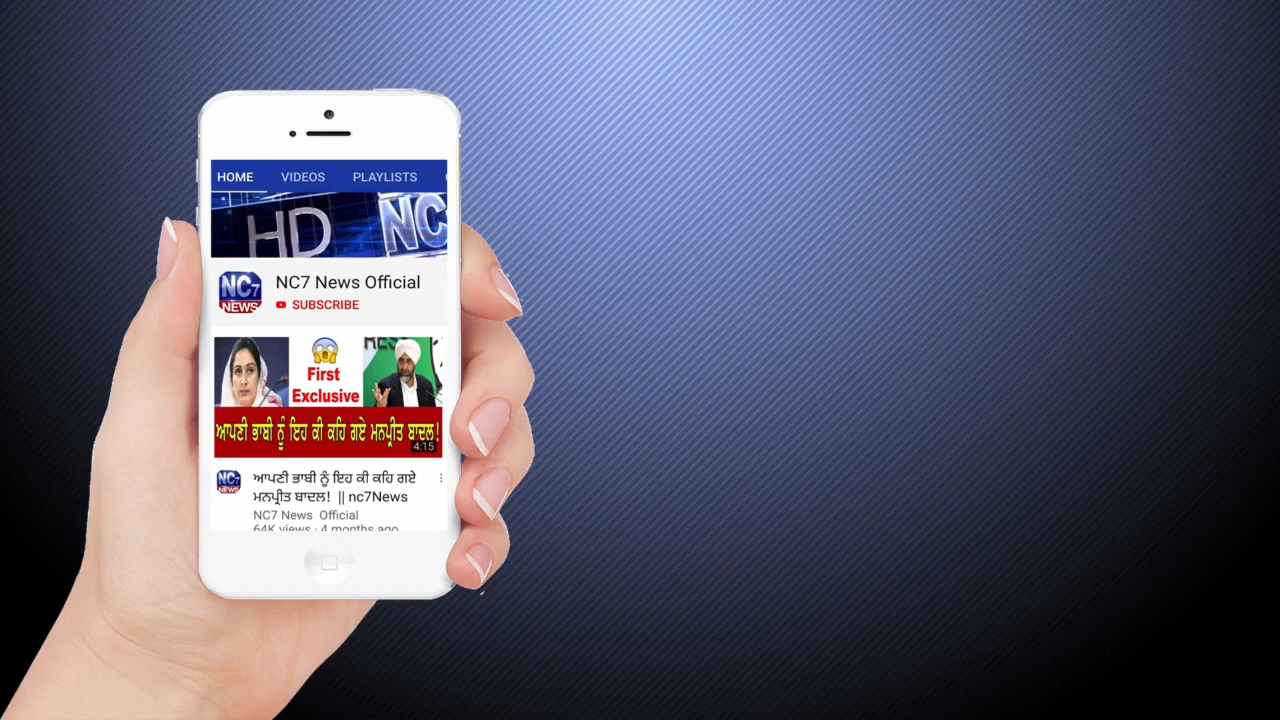 HOME VIDEOS PLAYLISTS
HD NC
NC7 NEWS
NC7 News Official
SUBSCRIBE
First
Exclusive
ਆਪਣੀ ਭਾਬੀ ਨੂੰ ਇਹ ਕੀ ਕਹਿ ਗਏ ਮਨਪ੍ਰੀਤ ਬਾਦਲ!
4:15
NC7 NEWS
ਆਪਣੀ ਭਾਬੀ ਨੂੰ ਇਹ ਕੀ ਕਹਿ ਗਏ
ਮਨਪ੍ਰੀਤ ਬਾਦਲ! || nc7News
NC7 News Official
64K views · 4 months ago